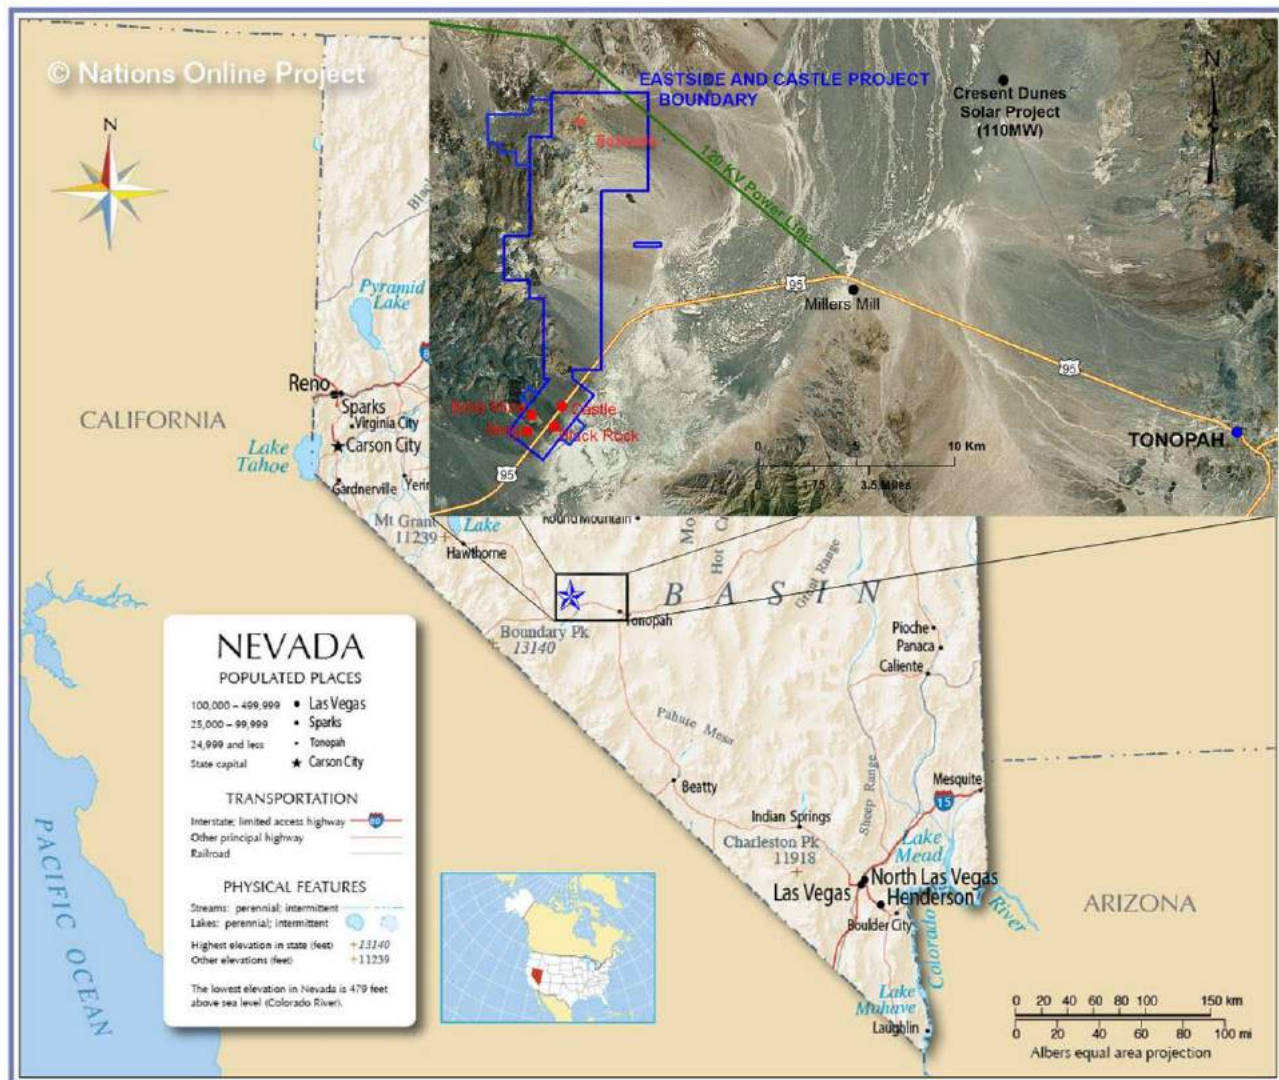 © Nations Online Project
N
EASTSIDE AND CASTLE PROJECT
BOUNDARY
Cresent Dunes
Solar Project
(110MW)
N
120 KV Power Line
95
Millers Mill
95
Castle
Black Rock
95
TONOPAH
0 5 10 Km
0 1.75 3.5 Miles
Pyramid
Lake
Reno
Sparks
Virginia City
Carson City
CALIFORNIA
Lake
Tahoe
Gardnerville
Mt Grant
11239
Lake
Hawthorne
Round Mountain
Grant Range
BASIN
Tonopah
Boundary Pk
13140
Pioche
Panaca
Caliente
Pahute Mesa
Beatty
Indian Springs
Sheep Range
Mesquite
15
Charleston Pk
11918
Lake
Mead
North Las Vegas
Las Vegas
Henderson
Boulder City
Colorado
River
ARIZONA
Lake
Mohave
Laughlin
PACIFIC OCEAN
NEVADA
POPULATED PLACES
100,000 – 499,999 Las Vegas
25,000 – 99,999 Sparks
24,999 and less Tonopah
State capital Carson City
TRANSPORTATION
Interstate; limited access highway 80
Other principal highway
Railroad
PHYSICAL FEATURES
Streams: perennial; intermittent
Lakes: perennial; intermittent
Highest elevation in state (feet) +13140
Other elevations (feet) +11239
The lowest elevation in Nevada is 479 feet
above sea level (Colorado River).
0 20 40 60 80 100 150 km
0 20 40 60 80 100 mi
Albers equal area projection